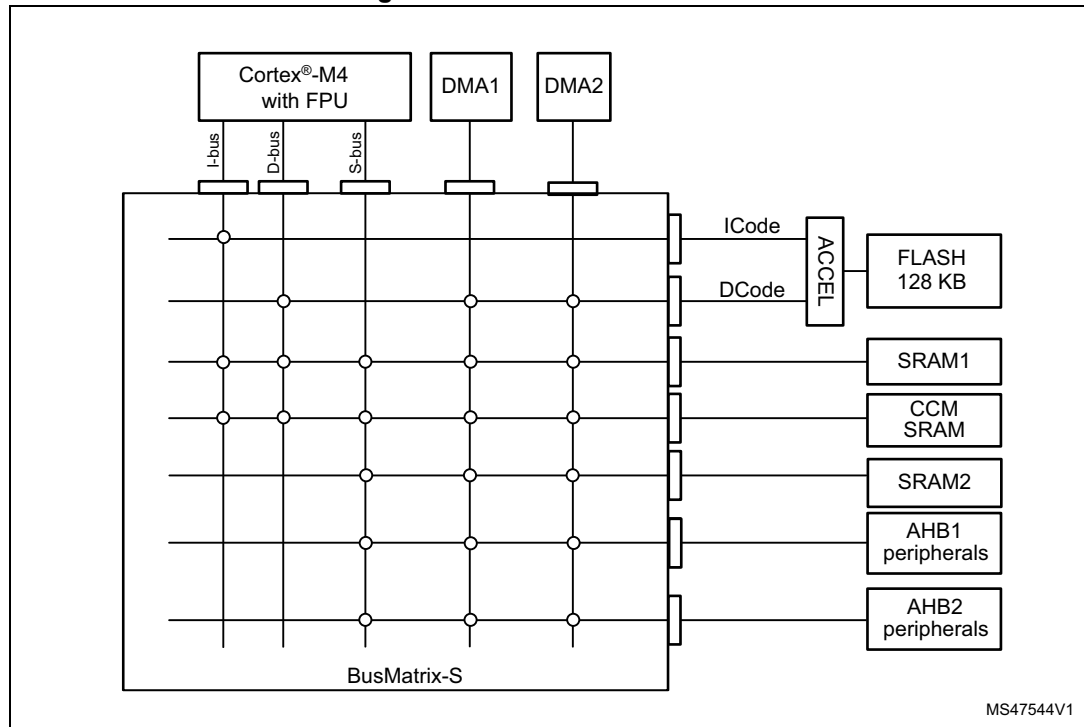 Cortex®-M4
with FPU
DMA1
DMA2
I-bus
D-bus
S-bus
ICode
ACCEL
FLASH
128 KB
DCode
SRAM1
CCM
SRAM
SRAM2
AHB1
peripherals
AHB2
peripherals
BusMatrix-S
MS47544V1